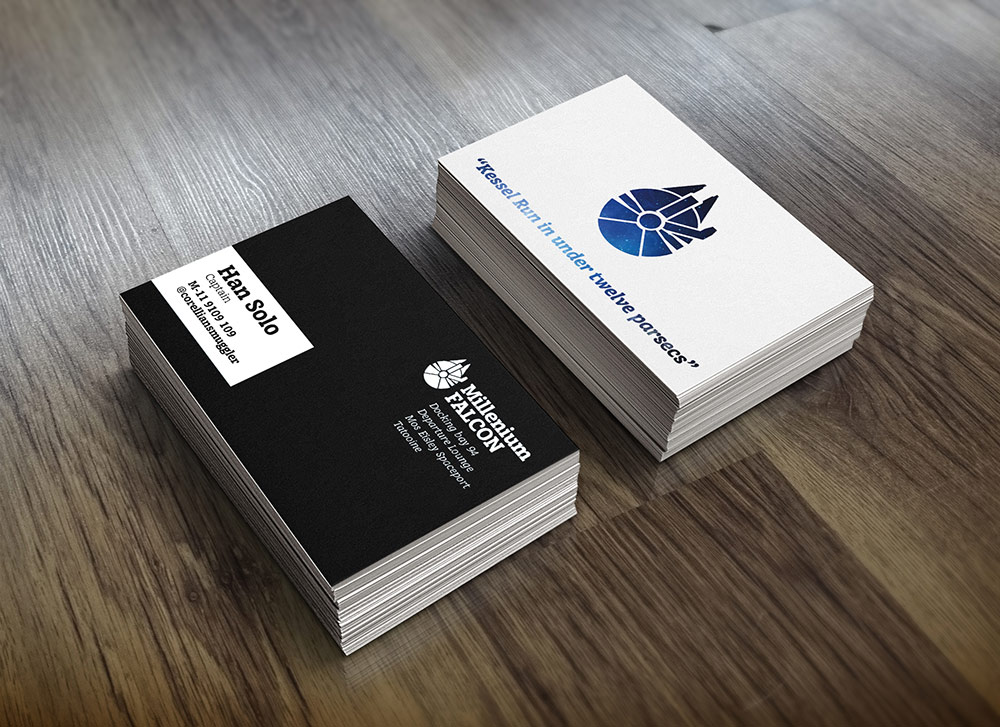 Han Solo
Captain
M-11 9109 109
@corelliansmuggler
Millenium
FALCON
Docking bay 94
Departure Lounge
Mos Eisley Spaceport
Tatooine
“Kessel Run in under twelve parsecs”